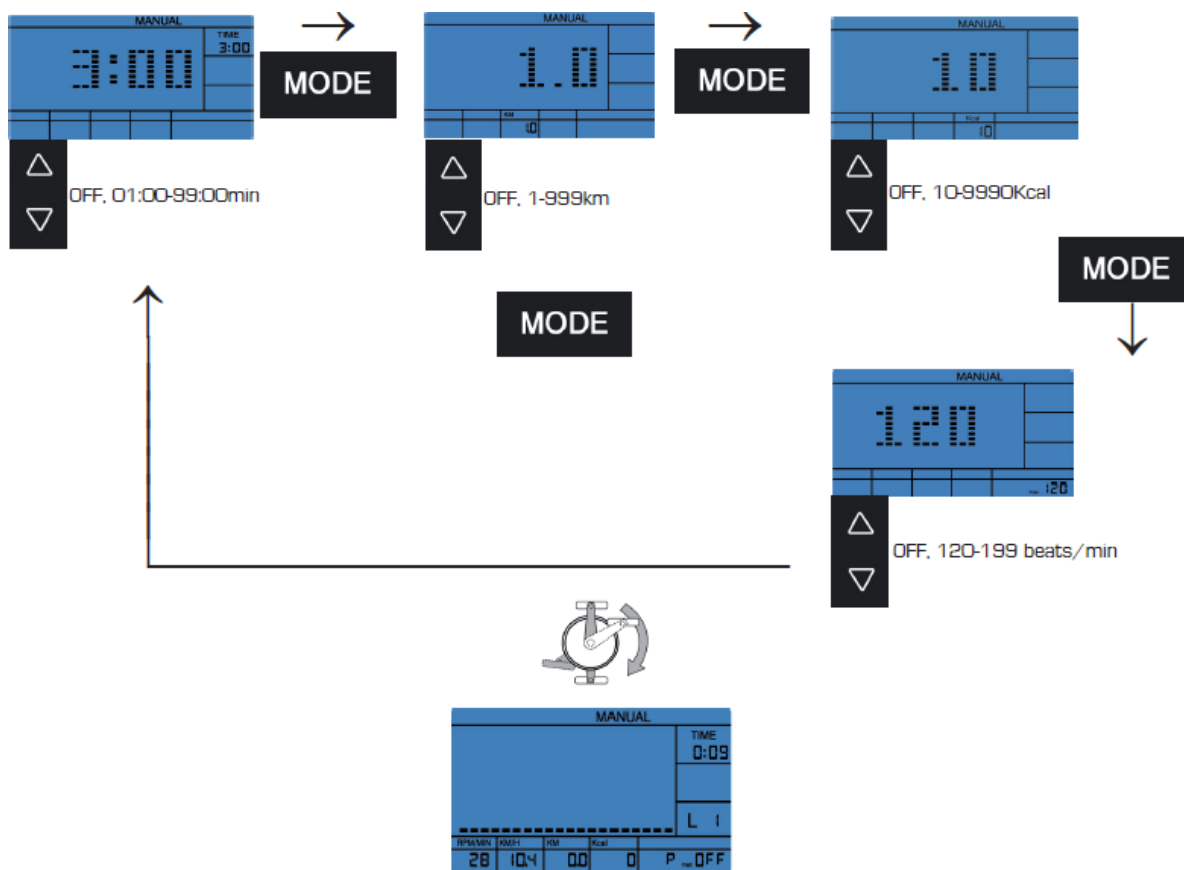 MANUAL
TIME
3:00
3:00
MODE
OFF, 01:00-99:00min
MANUAL
1.0
KM
1.0
MODE
OFF, 1-999km
MANUAL
10
Kcal
10
OFF, 10-9990Kcal
MODE
MODE
MANUAL
120
120
OFF, 120-199 beats/min
MANUAL
TIME
0:09
L 1
RPM/MIN KM/H KM Kcal
28 10.4 0.0 0 P OFF